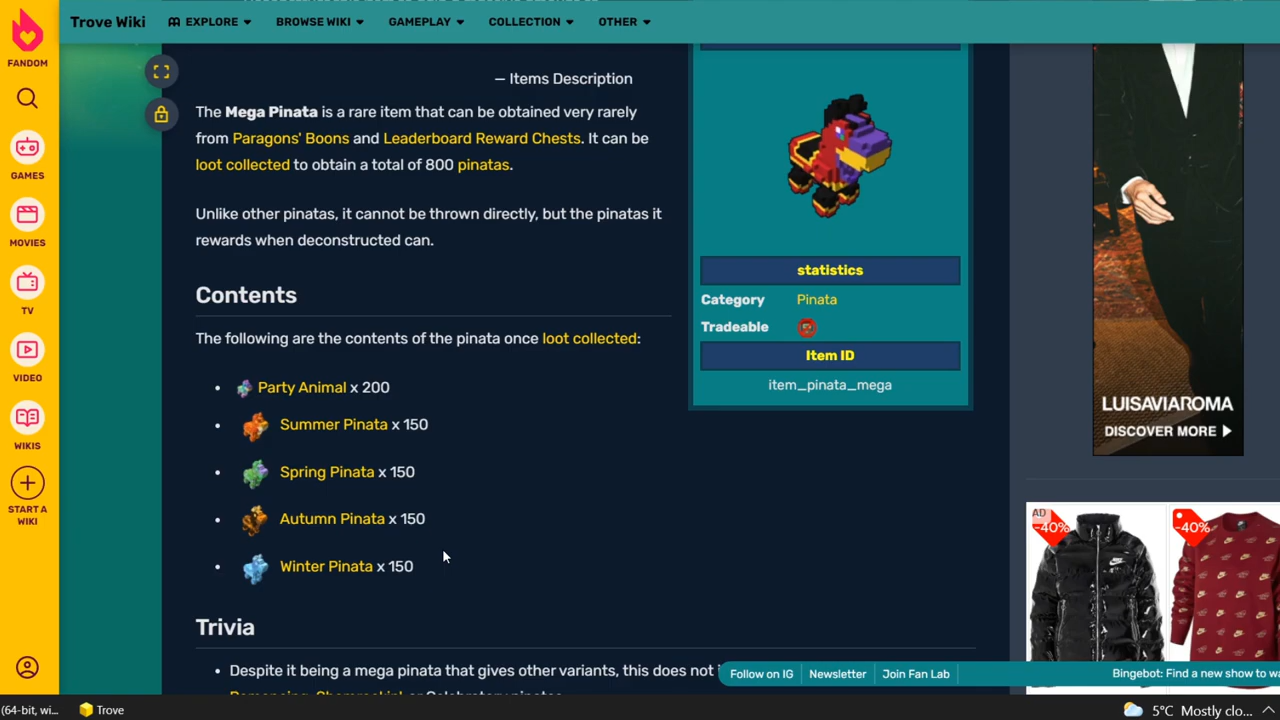 Trove Wiki
EXPLORE
BROWSE WIKI
GAMEPLAY
COLLECTION
OTHER
FANDOM
GAMES
MOVIES
TV
VIDEO
WIKIS
START A
WIKI
— Items Description
The Mega Pinata is a rare item that can be obtained very rarely
from Paragons' Boons and Leaderboard Reward Chests. It can be
loot collected to obtain a total of 800 pinatas.
Unlike other pinatas, it cannot be thrown directly, but the pinatas it
rewards when deconstructed can.
Contents
The following are the contents of the pinata once loot collected:
• Party Animal x 200
• Summer Pinata x 150
• Spring Pinata x 150
• Autumn Pinata x 150
• Winter Pinata x 150
Trivia
• Despite it being a mega pinata that gives other variants, this does not
statistics
Category Pinata
Tradeable
Item ID
item_pinata_mega
LUISAVIAROMA
DISCOVER MORE
AD
-40%
-40%
Follow on IG
Newsletter
Join Fan Lab
Bingebot: Find a new show to
(64-bit, wi...
Trove
5°C Mostly clo...